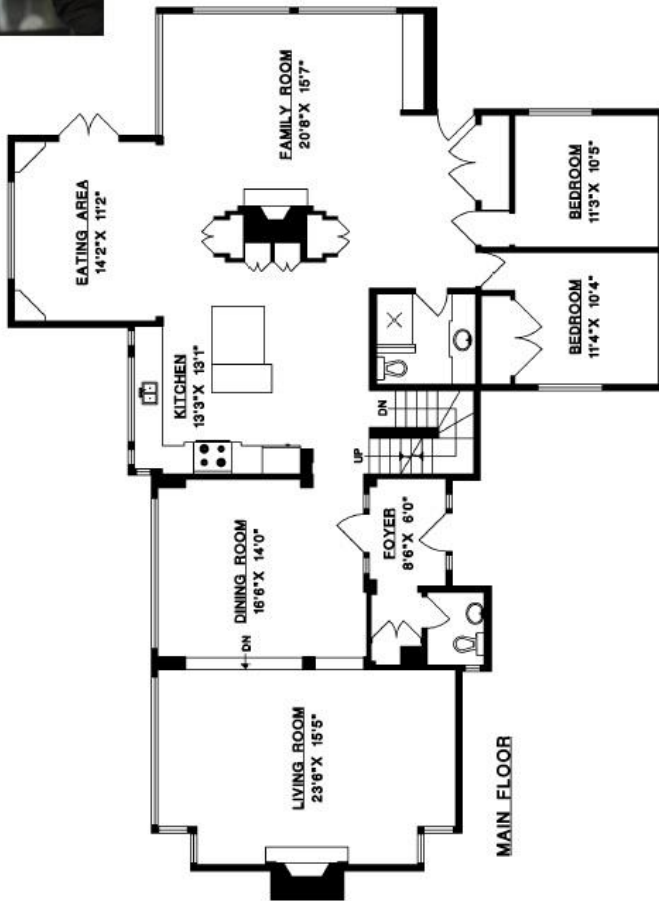 FAMILY ROOM
20'8"X 15'7"
EATING AREA
14'2"X 11'2"
BEDROOM
11'3"X 10'5"
BEDROOM
11'4"X 10'4"
KITCHEN
13'3"X 13'1"
DN
UP
FOYER
8'6"X 6'0"
DINING ROOM
16'6"X 14'0"
DN
LIVING ROOM
23'6"X 15'5"
MAIN FLOOR